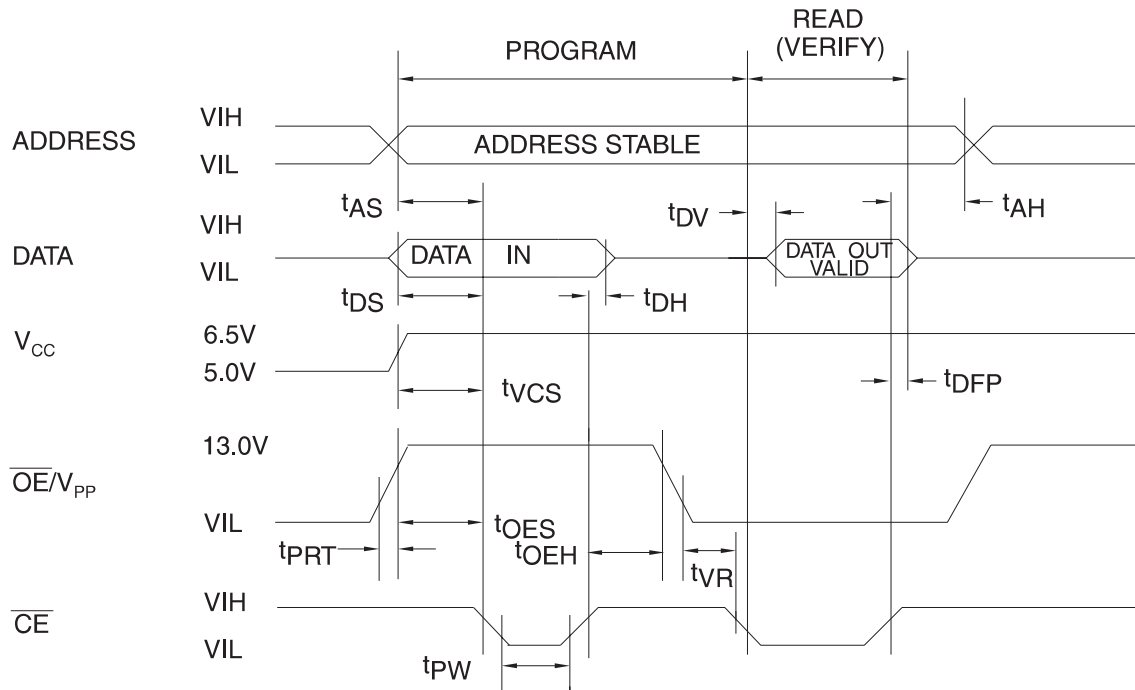 READ
(VERIFY)
PROGRAM
ADDRESS
VIH
VIL
ADDRESS STABLE
tAS
tDV
tAH
DATA
VIH
VIL
DATA IN
DATA OUT
VALID
tDS
tDH
VCC
6.5V
5.0V
tVCS
tDFP
OE/VPP
13.0V
VIL
tPRT
tOES
tOEH
tVR
CE
VIH
VIL
tPW